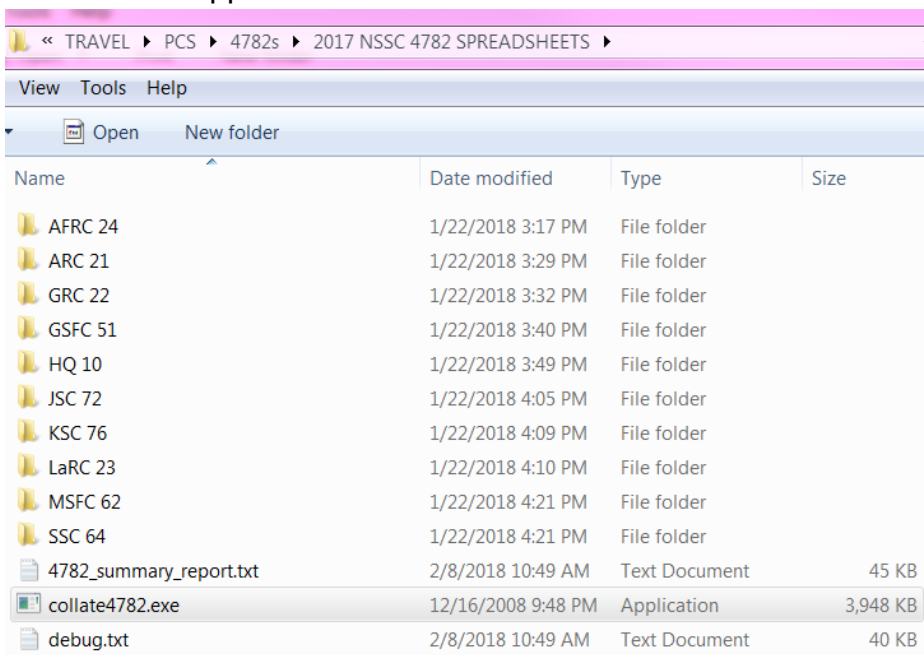 « TRAVEL ▸ PCS ▸ 4782s ▸ 2017 NSSC 4782 SPREADSHEETS ▸
View Tools Help
Open New folder
Name Date modified Type Size
AFRC 24 1/22/2018 3:17 PM File folder
ARC 21 1/22/2018 3:29 PM File folder
GRC 22 1/22/2018 3:32 PM File folder
GSFC 51 1/22/2018 3:40 PM File folder
HQ 10 1/22/2018 3:49 PM File folder
JSC 72 1/22/2018 4:05 PM File folder
KSC 76 1/22/2018 4:09 PM File folder
LaRC 23 1/22/2018 4:10 PM File folder
MSFC 62 1/22/2018 4:21 PM File folder
SSC 64 1/22/2018 4:21 PM File folder
4782_summary_report.txt 2/8/2018 10:49 AM Text Document 45 KB
collate4782.exe 12/16/2008 9:48 PM Application 3,948 KB
debug.txt 2/8/2018 10:49 AM Text Document 40 KB